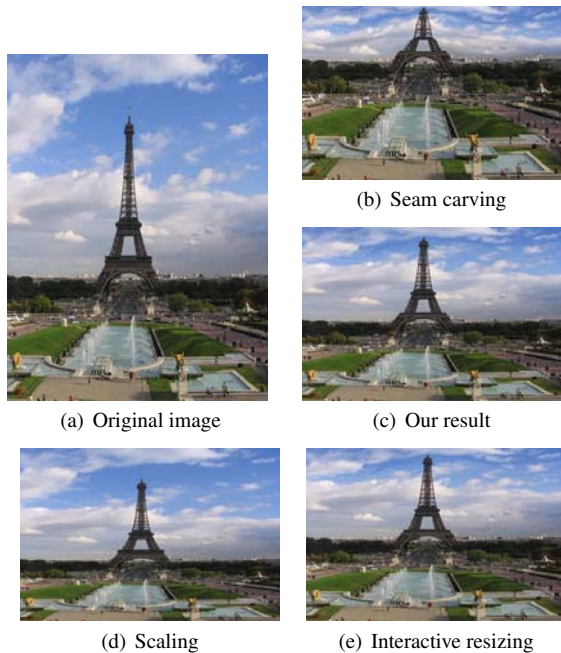 (a) Original image
(b) Seam carving
(c) Our result
(d) Scaling
(e) Interactive resizing